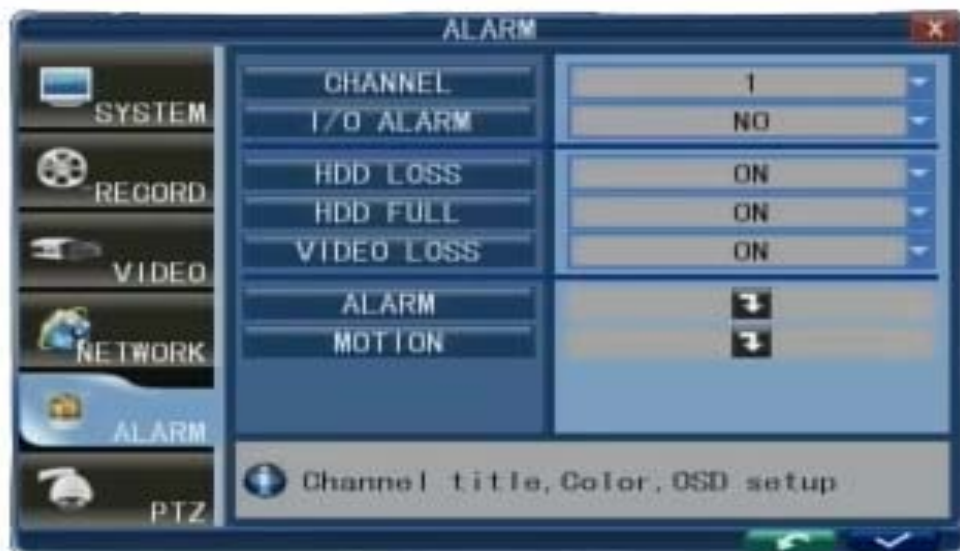 ALARM
SYSTEM
RECORD
VIDEO
NETWORK
ALARM
PTZ
CHANNEL 1
I/O ALARM NO
HDD LOSS ON
HDD FULL ON
VIDEO LOSS ON
ALARM
MOTION
Channel title,Color,OSD setup